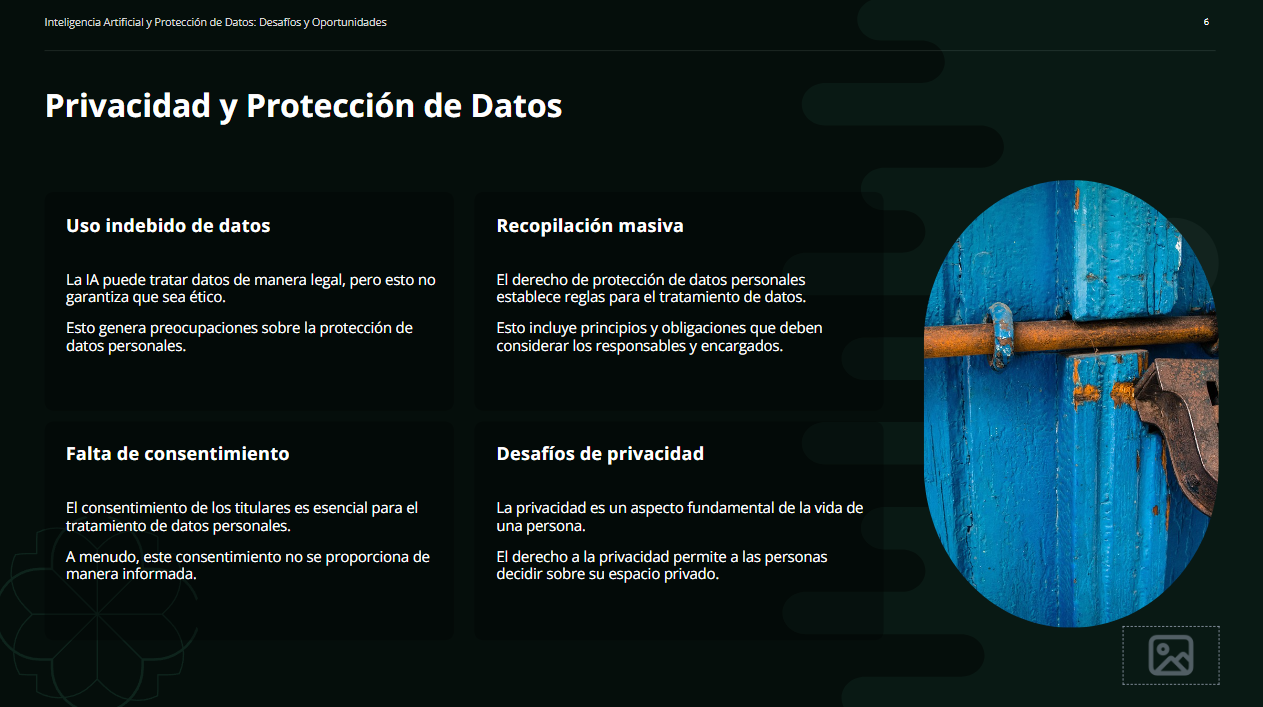 Inteligencia Artificial y Protección de Datos: Desafíos y Oportunidades
6
Privacidad y Protección de Datos
Uso indebido de datos
La IA puede tratar datos de manera legal, pero esto no
garantiza que sea ético.
Esto genera preocupaciones sobre la protección de
datos personales.
Recopilación masiva
El derecho de protección de datos personales
establece reglas para el tratamiento de datos.
Esto incluye principios y obligaciones que deben
considerar los responsables y encargados.
Falta de consentimiento
El consentimiento de los titulares es esencial para el
tratamiento de datos personales.
A menudo, este consentimiento no se proporciona de
manera informada.
Desafíos de privacidad
La privacidad es un aspecto fundamental de la vida de
una persona.
El derecho a la privacidad permite a las personas
decidir sobre su espacio privado.